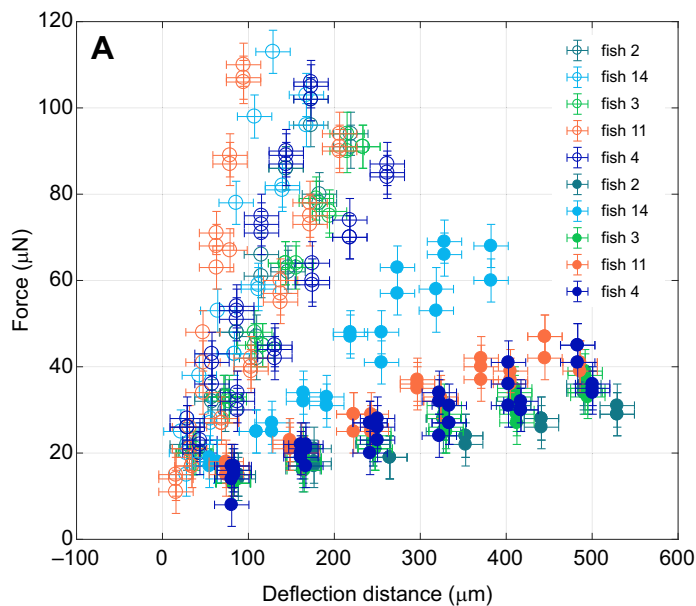 A
120
100
80
60
40
20
0
Force (μN)
fish 2
fish 14
fish 3
fish 11
fish 4
fish 2
fish 14
fish 3
fish 11
fish 4
−100 0 100 200 300 400 500 600
Deflection distance (μm)